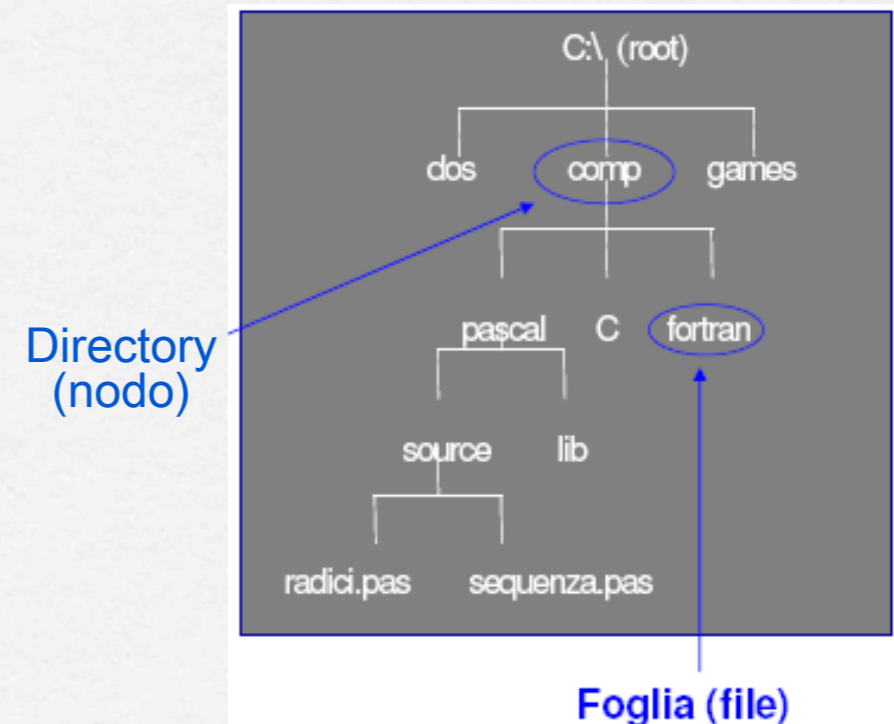 C:\ (root)
dos comp games
Directory
(nodo)
pascal C fortran
source lib
radici.pas sequenza.pas
Foglia (file)